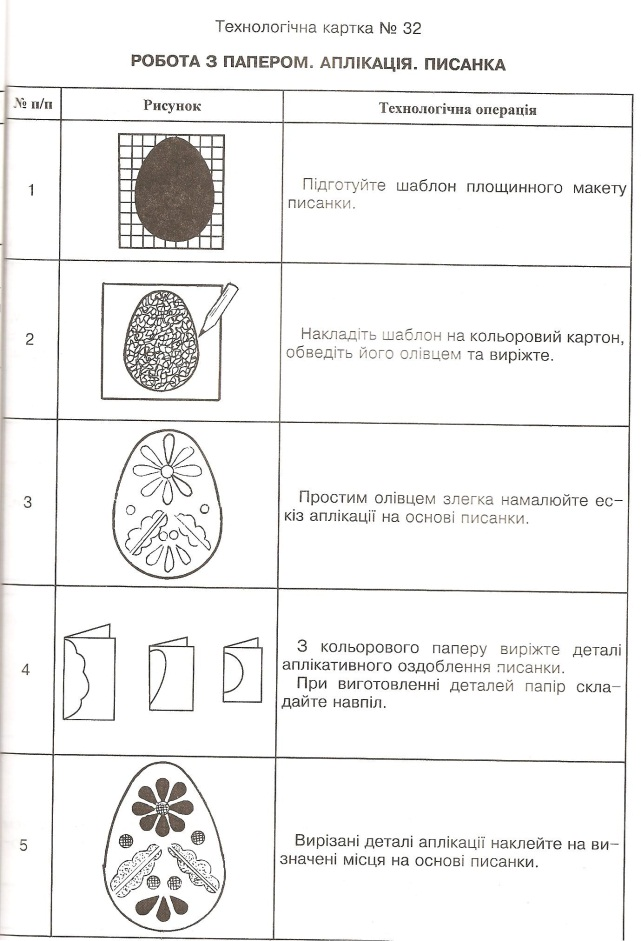 Технологічна картка № 32
РОБОТА З ПАПЕРОМ. АПЛІКАЦІЯ. ПИСАНКА
№ п/п Рисунок Технологічна операція
1
Підготуйте шаблон площинного макету
писанки.
2
Накладіть шаблон на кольоровий картон,
обведіть його олівцем та виріжте.
3
Простим олівцем злегка намалюйте ес-
кіз аплікації на основі писанки.
4
З кольорового паперу виріжте деталі
аплікативного оздоблення писанки.
При виготовленні деталей папір скла-
дайте навпіл.
5
Вирізані деталі аплікації наклейте на ви-
значені місця на основі писанки.